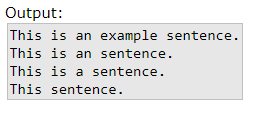 Output:
This is an example sentence.
This is an sentence.
This is a sentence.
This sentence.